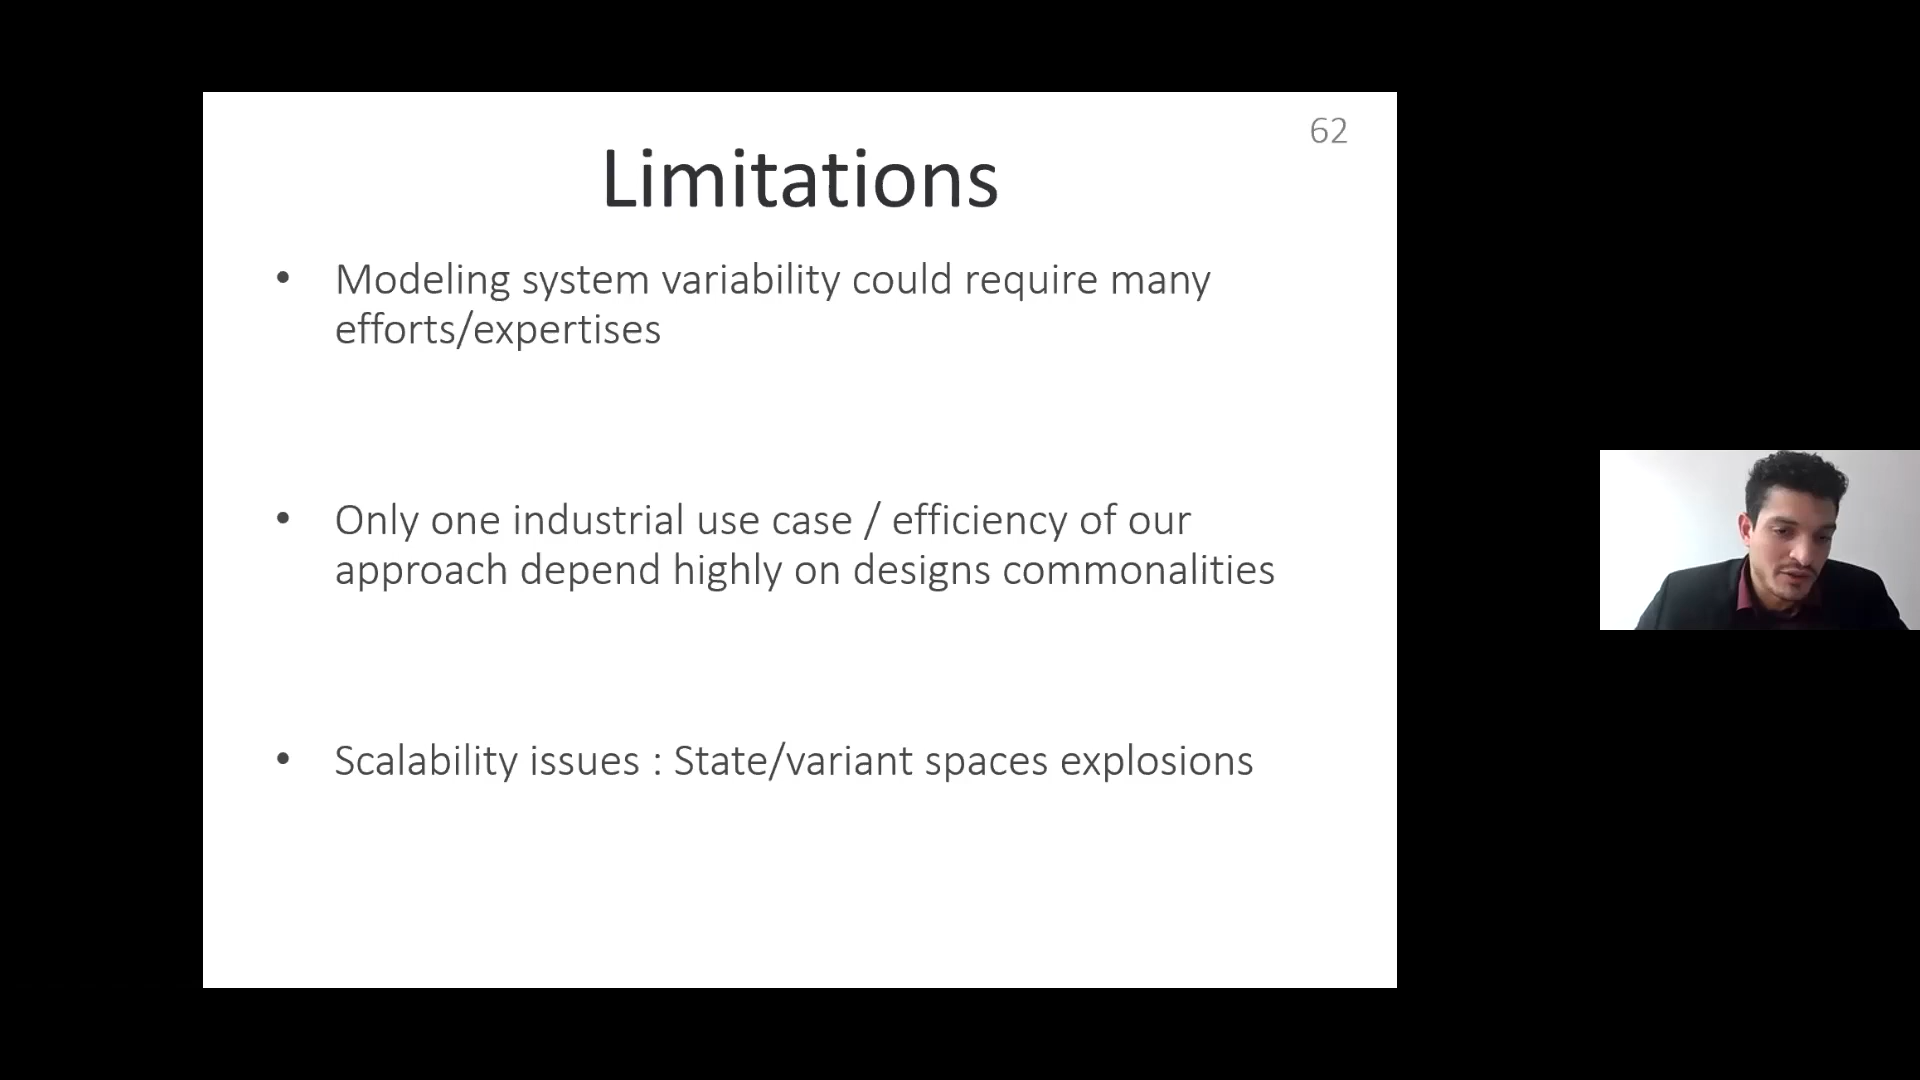 62
Limitations
• Modeling system variability could require many
efforts/expertises
• Only one industrial use case / efficiency of our
approach depend highly on designs commonalities
• Scalability issues : State/variant spaces explosions